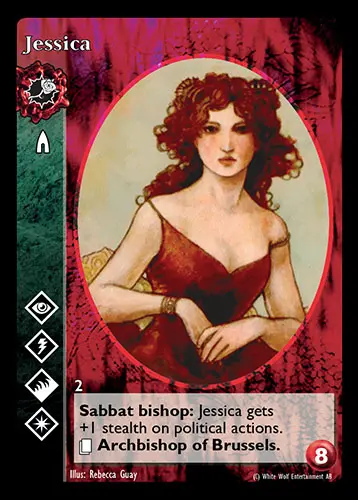 Jessica
2
Sabbat bishop: Jessica gets
+1 stealth on political actions.
Archbishop of Brussels.
8
Illus: Rebecca Guay
(C) White Wolf Entertainment AB